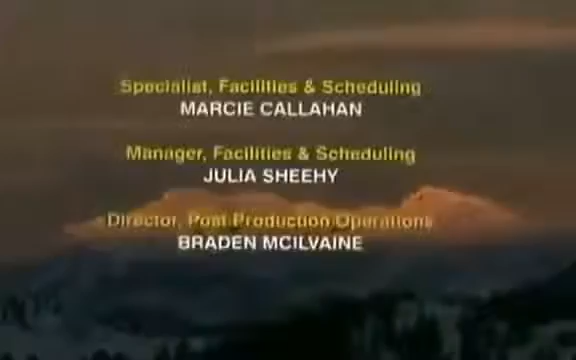 Specialist, Facilities & Scheduling
MARCIE CALLAHAN
Manager, Facilities & Scheduling
JULIA SHEEHY
Director, Post Production Operations
BRADEN MCILVAINE